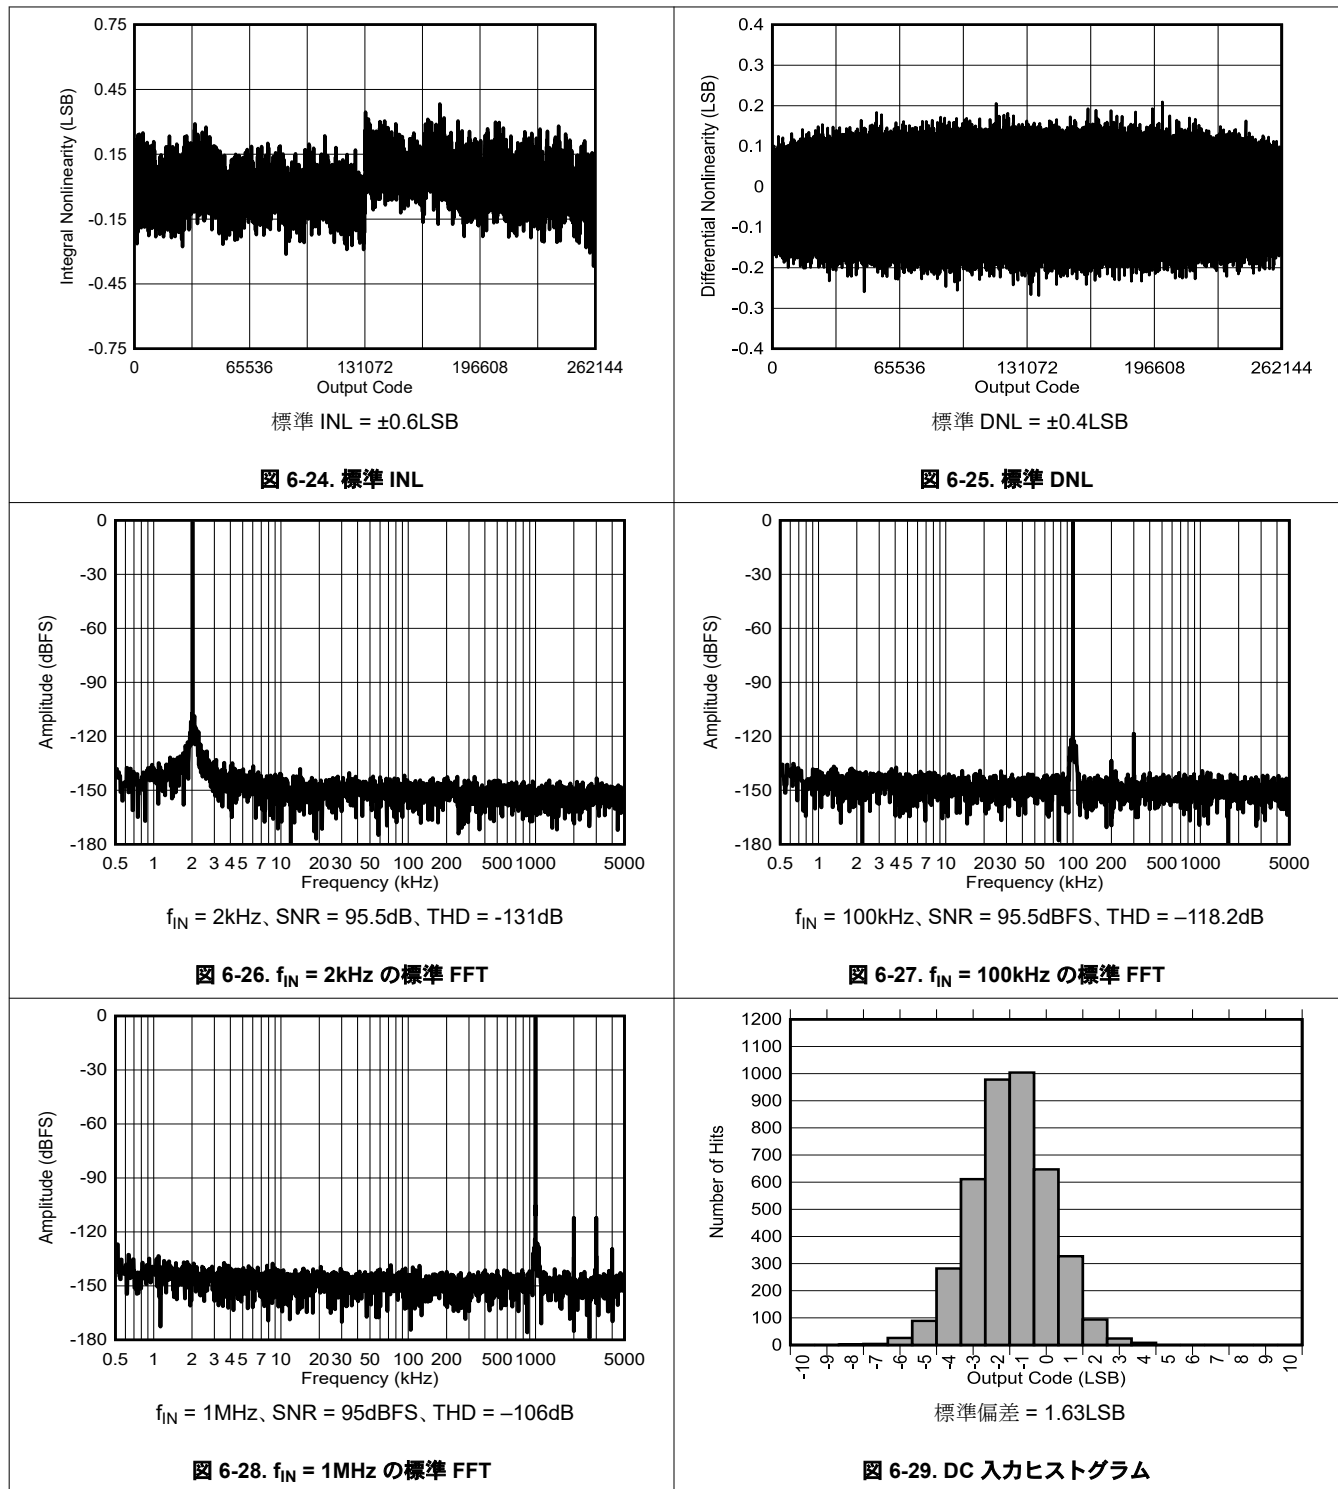 0.75
0.45
0.15
-0.15
-0.45
-0.75
Integral Nonlinearity (LSB)
0 65536 131072 196608 262144
Output Code
標準 INL = ±0.6LSB
図 6-24. 標準 INL
0.4
0.3
0.2
0.1
0
-0.1
-0.2
-0.3
-0.4
Differential Nonlinearity (LSB)
0 65536 131072 196608 262144
Output Code
標準 DNL = ±0.4LSB
図 6-25. 標準 DNL
0
-30
-60
-90
-120
-150
-180
Amplitude (dBFS)
0.5 1 2 3 4 5 7 10 20 30 50 100 200 500 1000 5000
Frequency (kHz)
fIN = 2kHz、SNR = 95.5dB、THD = -131dB
図 6-26. fIN = 2kHz の標準 FFT
0
-30
-60
-90
-120
-150
-180
Amplitude (dBFS)
0.5 1 2 3 4 5 7 10 20 30 50 100 200 500 1000 5000
Frequency (kHz)
fIN = 100kHz、SNR = 95.5dBFS、THD = –118.2dB
図 6-27. fIN = 100kHz の標準 FFT
0
-30
-60
-90
-120
-150
-180
Amplitude (dBFS)
0.5 1 2 3 4 5 7 10 20 30 50 100 200 500 1000 5000
Frequency (kHz)
fIN = 1MHz、SNR = 95dBFS、THD = –106dB
図 6-28. fIN = 1MHz の標準 FFT
1200
1100
1000
900
800
700
600
500
400
300
200
100
0
Number of Hits
-10 -9 -8 -7 -6 -5 -4 -3 -2 -1 0 1 2 3 4 5 6 7 8 9 10
Output Code (LSB)
標準偏差 = 1.63LSB
図 6-29. DC 入力ヒストグラム